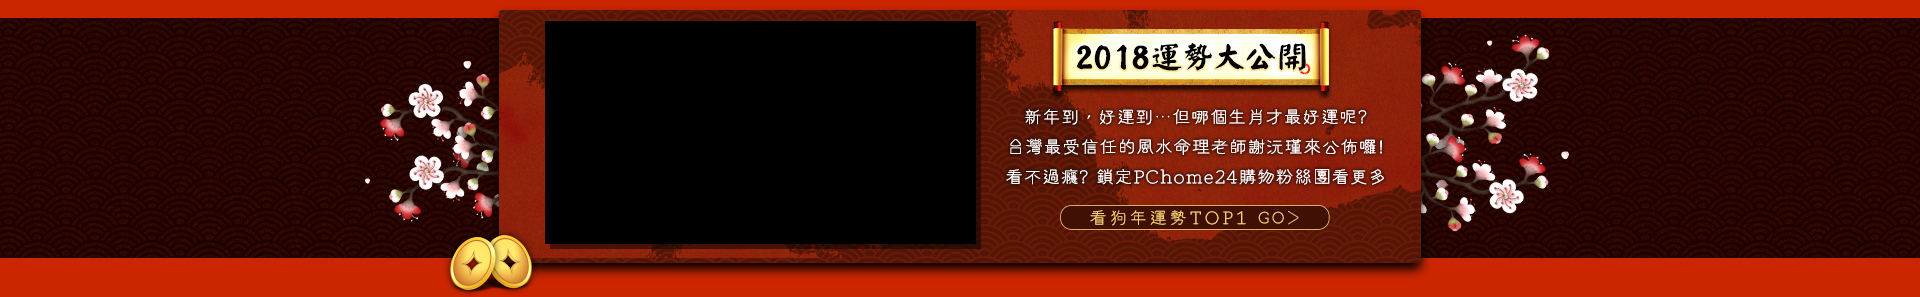 2018運勢大公開
新年到，好運到…但哪個生肖才最好運呢?
台灣最受信任的風水命理老師謝沅瑾來公佈囉!
看不過癮? 鎖定PChome24購物粉絲團看更多
看狗年運勢TOP1 GO>